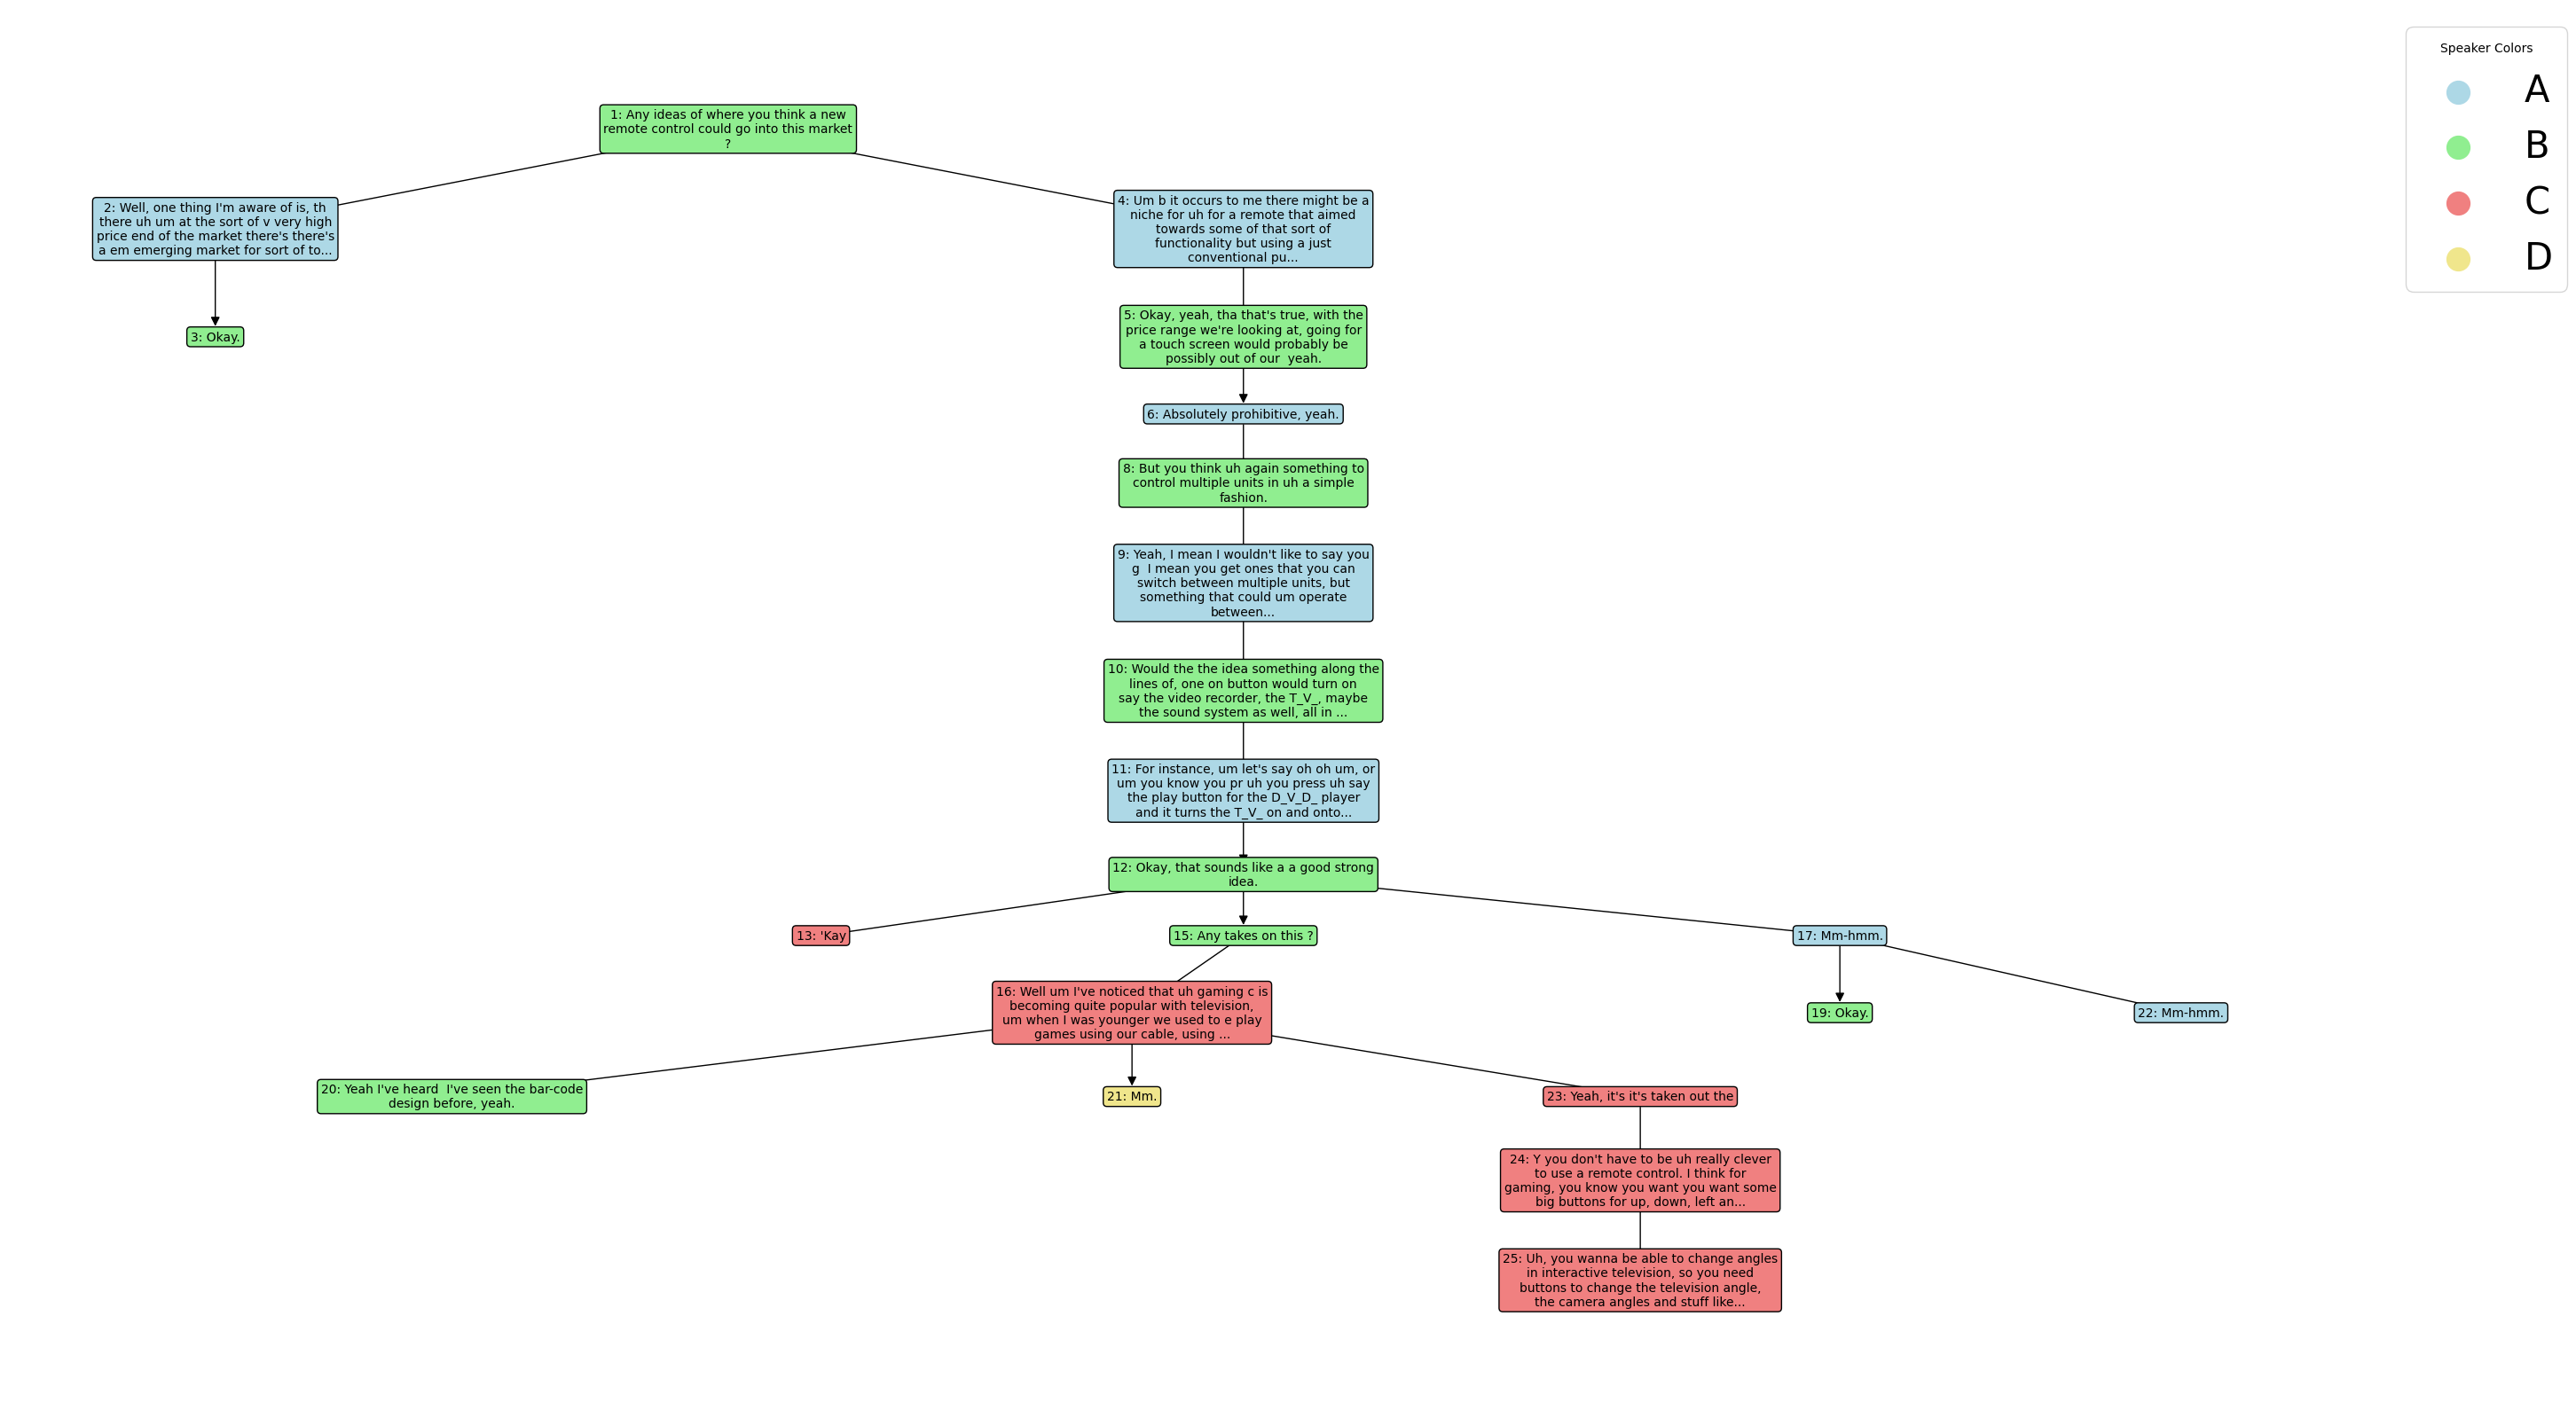 Speaker Colors
A
B
C
D
1: Any ideas of where you think a new
remote control could go into this market
?
2: Well, one thing I'm aware of is, th
there uh um at the sort of v very high
price end of the market there's there's
a em emerging market for sort of to...
4: Um b it occurs to me there might be a
niche for uh for a remote that aimed
towards some of that sort of
functionality but using a just
conventional pu...
3: Okay.
5: Okay, yeah, tha that's true, with the
price range we're looking at, going for
a touch screen would probably be
possibly out of our  yeah.
6: Absolutely prohibitive, yeah.
8: But you think uh again something to
control multiple units in uh a simple
fashion.
9: Yeah, I mean I wouldn't like to say you
g  I mean you get ones that you can
switch between multiple units, but
something that could um operate
between...
10: Would the the idea something along the
lines of, one on button would turn on
say the video recorder, the T_V_, maybe
the sound system as well, all in ...
11: For instance, um let's say oh oh um, or
um you know you pr uh you press uh say
the play button for the D_V_D_ player
and it turns the T_V_ on and onto...
12: Okay, that sounds like a a good strong
idea.
13: 'Kay
15: Any takes on this ?
17: Mm-hmm.
16: Well um I've noticed that uh gaming c is
becoming quite popular with television,
um when I was younger we used to e play
games using our cable, using ...
19: Okay.
22: Mm-hmm.
20: Yeah I've heard  I've seen the bar-code
design before, yeah.
21: Mm.
23: Yeah, it's it's taken out the
24: Y you don't have to be uh really clever
to use a remote control. I think for
gaming, you know you want you want some
big buttons for up, down, left an...
25: Uh, you wanna be able to change angles
in interactive television, so you need
buttons to change the television angle,
the camera angles and stuff like...